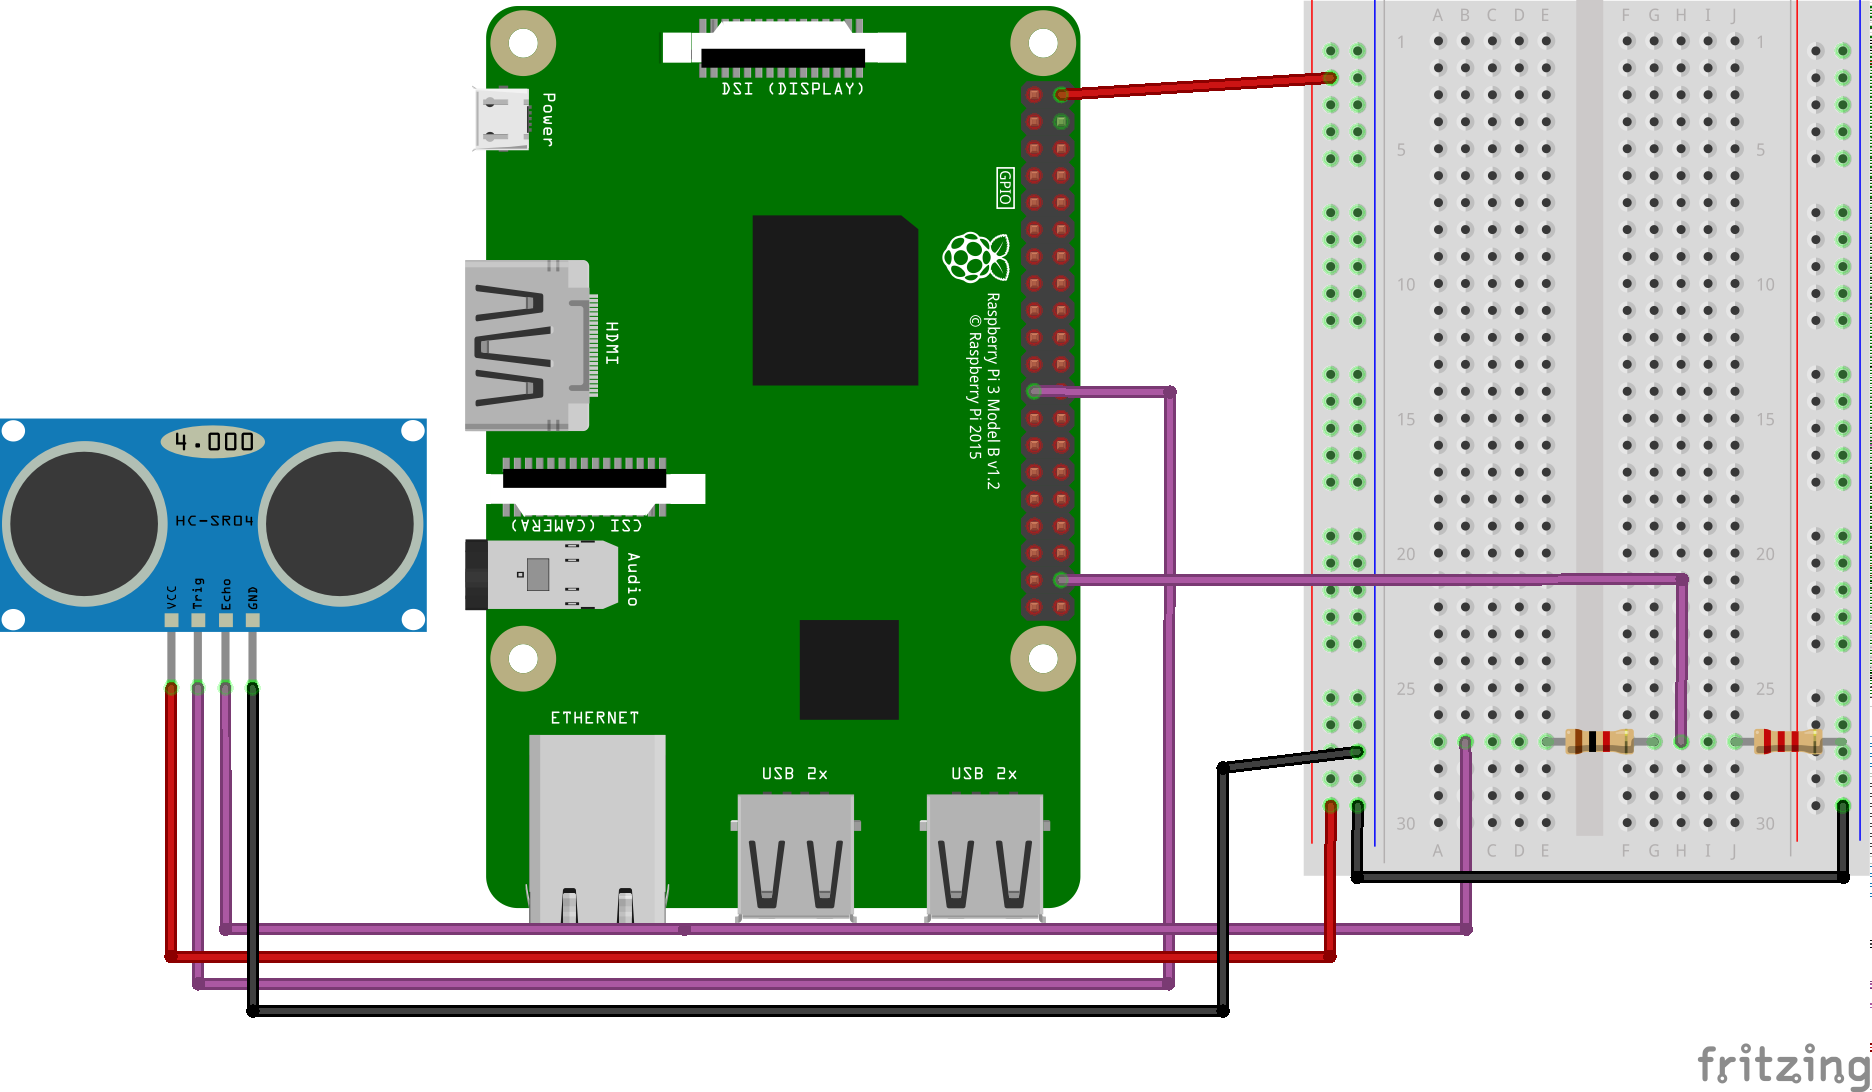 A B C D E F G H I J
1 1
DSI (DISPLAY)
Power
5 5
GPIO
10 10
Raspberry Pi 3 Model B v1.2
© Raspberry Pi 2015
HDMI
15 15
4.000
HC-SR04
CSI (CAMERA)
Audio
20 20
VCC
Trig
Echo
GND
25 25
ETHERNET
USB 2x
USB 2x
30 30
A B C D E F G H I J
fritzing